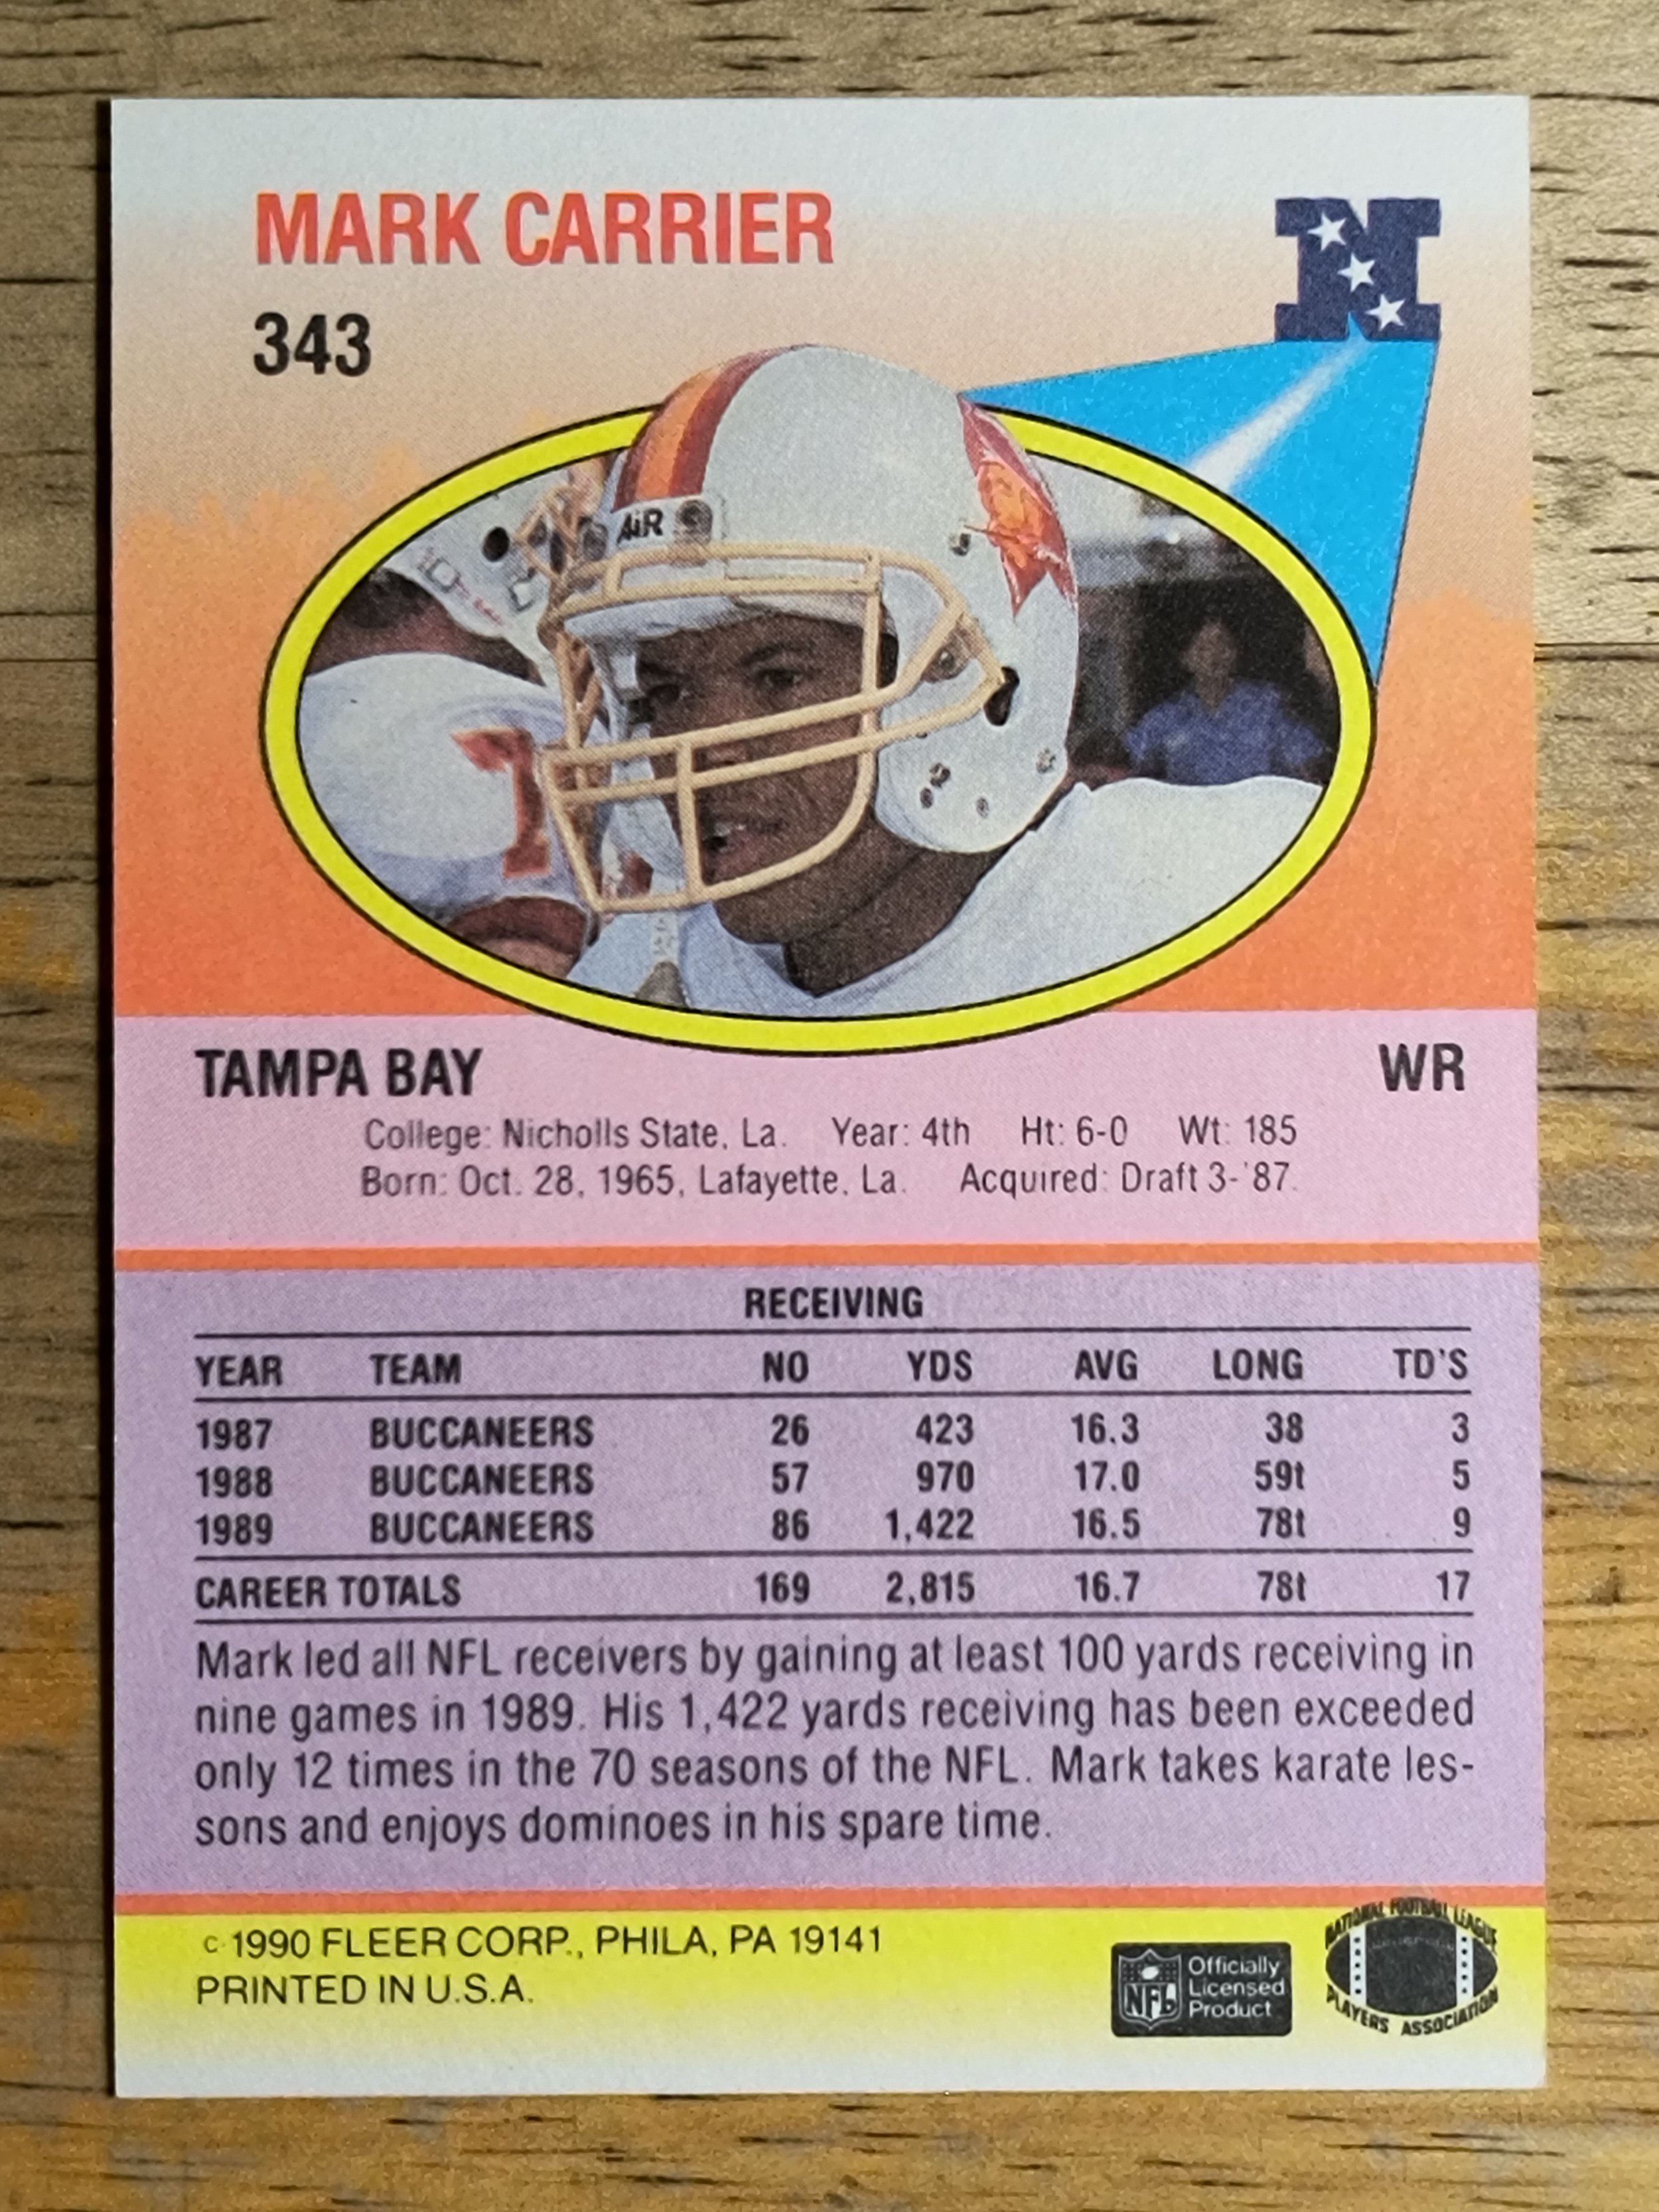 MARK CARRIER
343
AiR
TAMPA BAY WR
College: Nicholls State, La. Year: 4th Ht: 6-0 Wt: 185
Born: Oct. 28, 1965, Lafayette, La. Acquired: Draft 3-'87.
RECEIVING
YEAR TEAM NO YDS AVG LONG TD'S
1987 BUCCANEERS 26 423 16.3 38 3
1988 BUCCANEERS 57 970 17.0 59t 5
1989 BUCCANEERS 86 1,422 16.5 78t 9
CAREER TOTALS 169 2,815 16.7 78t 17
Mark led all NFL receivers by gaining at least 100 yards receiving in
nine games in 1989. His 1,422 yards receiving has been exceeded
only 12 times in the 70 seasons of the NFL. Mark takes karate les-
sons and enjoys dominoes in his spare time.
c 1990 FLEER CORP., PHILA, PA 19141
PRINTED IN U.S.A.
NFL
Officially
Licensed
Product
NATIONAL FOOTBALL LEAGUE
PLAYERS ASSOCIATION